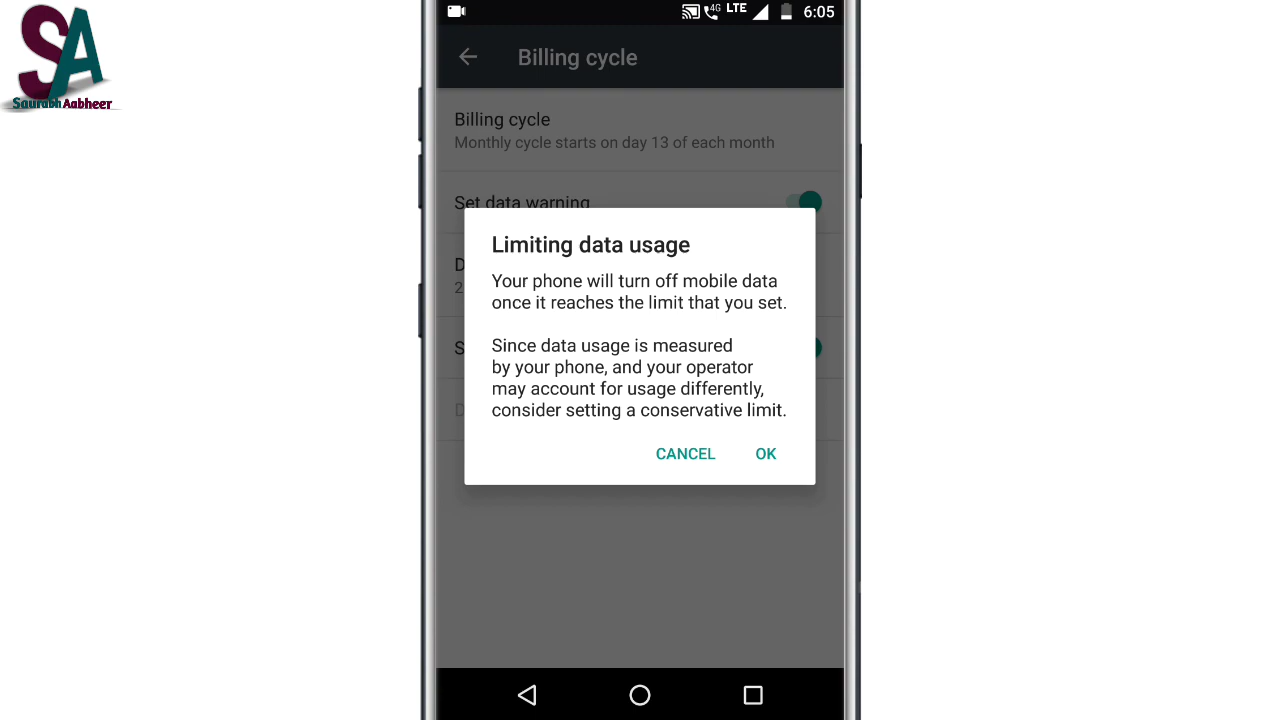 SA
Saurabh Aabheer
4G LTE 6:05
Billing cycle
Billing cycle
Monthly cycle starts on day 13 of each month
Set data warning
D
2
Limiting data usage
Your phone will turn off mobile data
once it reaches the limit that you set.
Since data usage is measured
by your phone, and your operator
may account for usage differently,
consider setting a conservative limit.
S
D
CANCEL OK